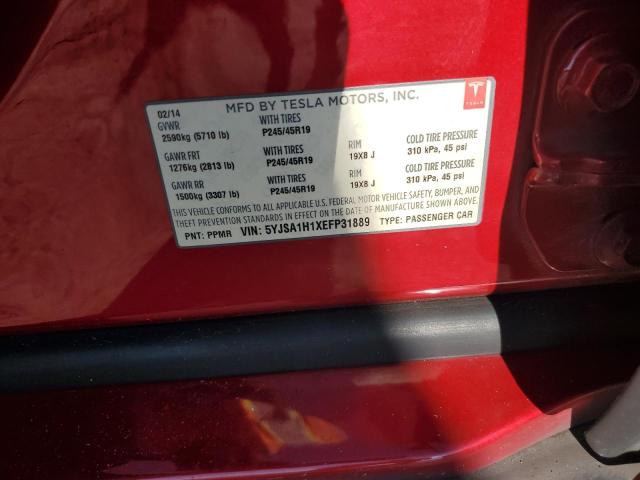 MFD BY TESLA MOTORS, INC.
TESLA
02/14
GVWR WITH TIRES
2590kg (5710 lb) P245/45R19
GAWR FRT WITH TIRES RIM COLD TIRE PRESSURE
1276kg (2813 lb) P245/45R19 19X8 J 310 kPa, 45 psi
GAWR RR WITH TIRES RIM COLD TIRE PRESSURE
1500kg (3307 lb) P245/45R19 19X8 J 310 kPa, 45 psi
THIS VEHICLE CONFORMS TO ALL APPLICABLE U.S. FEDERAL MOTOR VEHICLE SAFETY, BUMPER, AND
THEFT PREVENTION STANDARDS IN EFFECT ON THE DATE OF MANUFACTURE SHOWN ABOVE.
PNT: PPMR VIN: 5YJSA1H1XEFP31889 TYPE: PASSENGER CAR